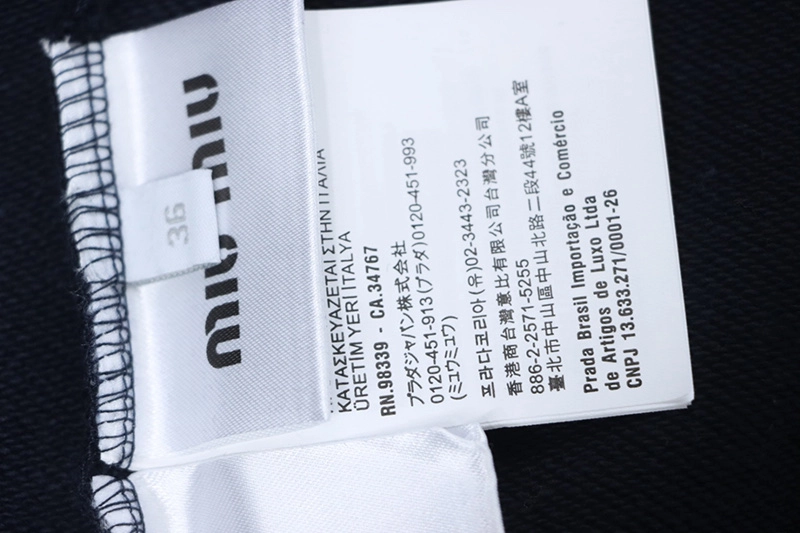 miu miu
36
ΚΑΤΑΣΚΕΥΑΖΕΤΑΙ ΣΤΗΝ ΙΤΑΛΙΑ
ÜRETİM YERİ İTALYA
RN.98339 - CA.34767
プラダジャパン株式会社
0120-451-913 (プラダ)0120-451-993
(ミュウミュウ)
프라다코리아(유)02-3443-2323
香港商台灣意比有限公司台灣分公司
886-2-2571-5255
臺北市中山區中山北路二段44號12樓A室
Prada Brasil Importação e Comércio
de Artigos de Luxo Ltda
CNPJ 13.633.271/0001-26